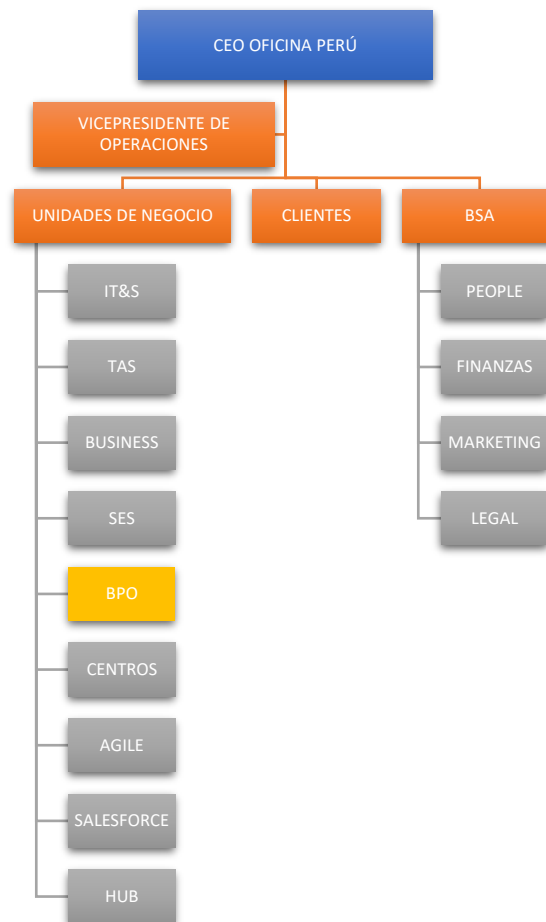 CEO OFICINA PERÚ
VICEPRESIDENTE DE
OPERACIONES
UNIDADES DE NEGOCIO
CLIENTES
BSA
IT&S
TAS
BUSINESS
SES
BPO
CENTROS
AGILE
SALESFORCE
HUB
PEOPLE
FINANZAS
MARKETING
LEGAL